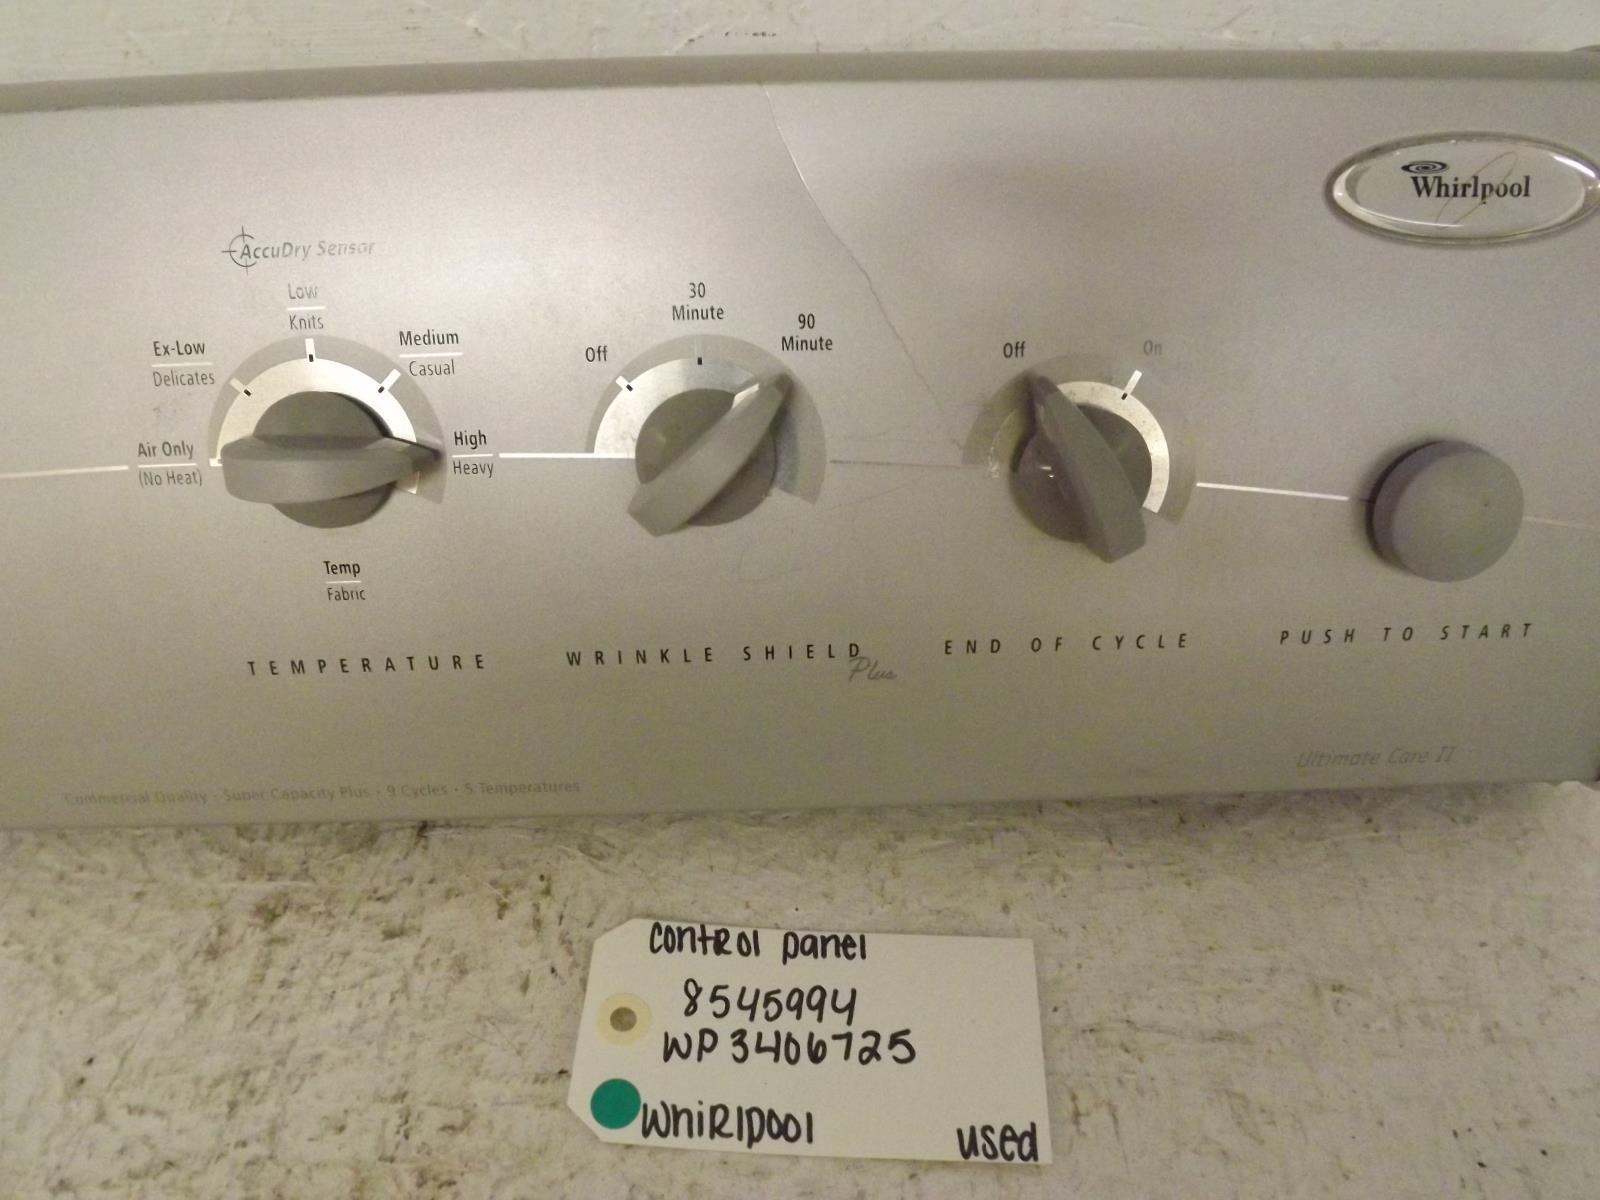 Whirlpool
AccuDry Sensor
Low
Knits
Ex-Low
Delicates
Medium
Casual
Air Only
(No Heat)
High
Heavy
Temp
Fabric
TEMPERATURE
Off
30
Minute
90
Minute
WRINKLE SHIELD
Plus
Off
On
END OF CYCLE
PUSH TO START
Commercial Quality · Super Capacity Plus · 9 Cycles · 5 Temperatures
Ultimate Care II
control panel
8545994
WP3406725
Whirlpool
used